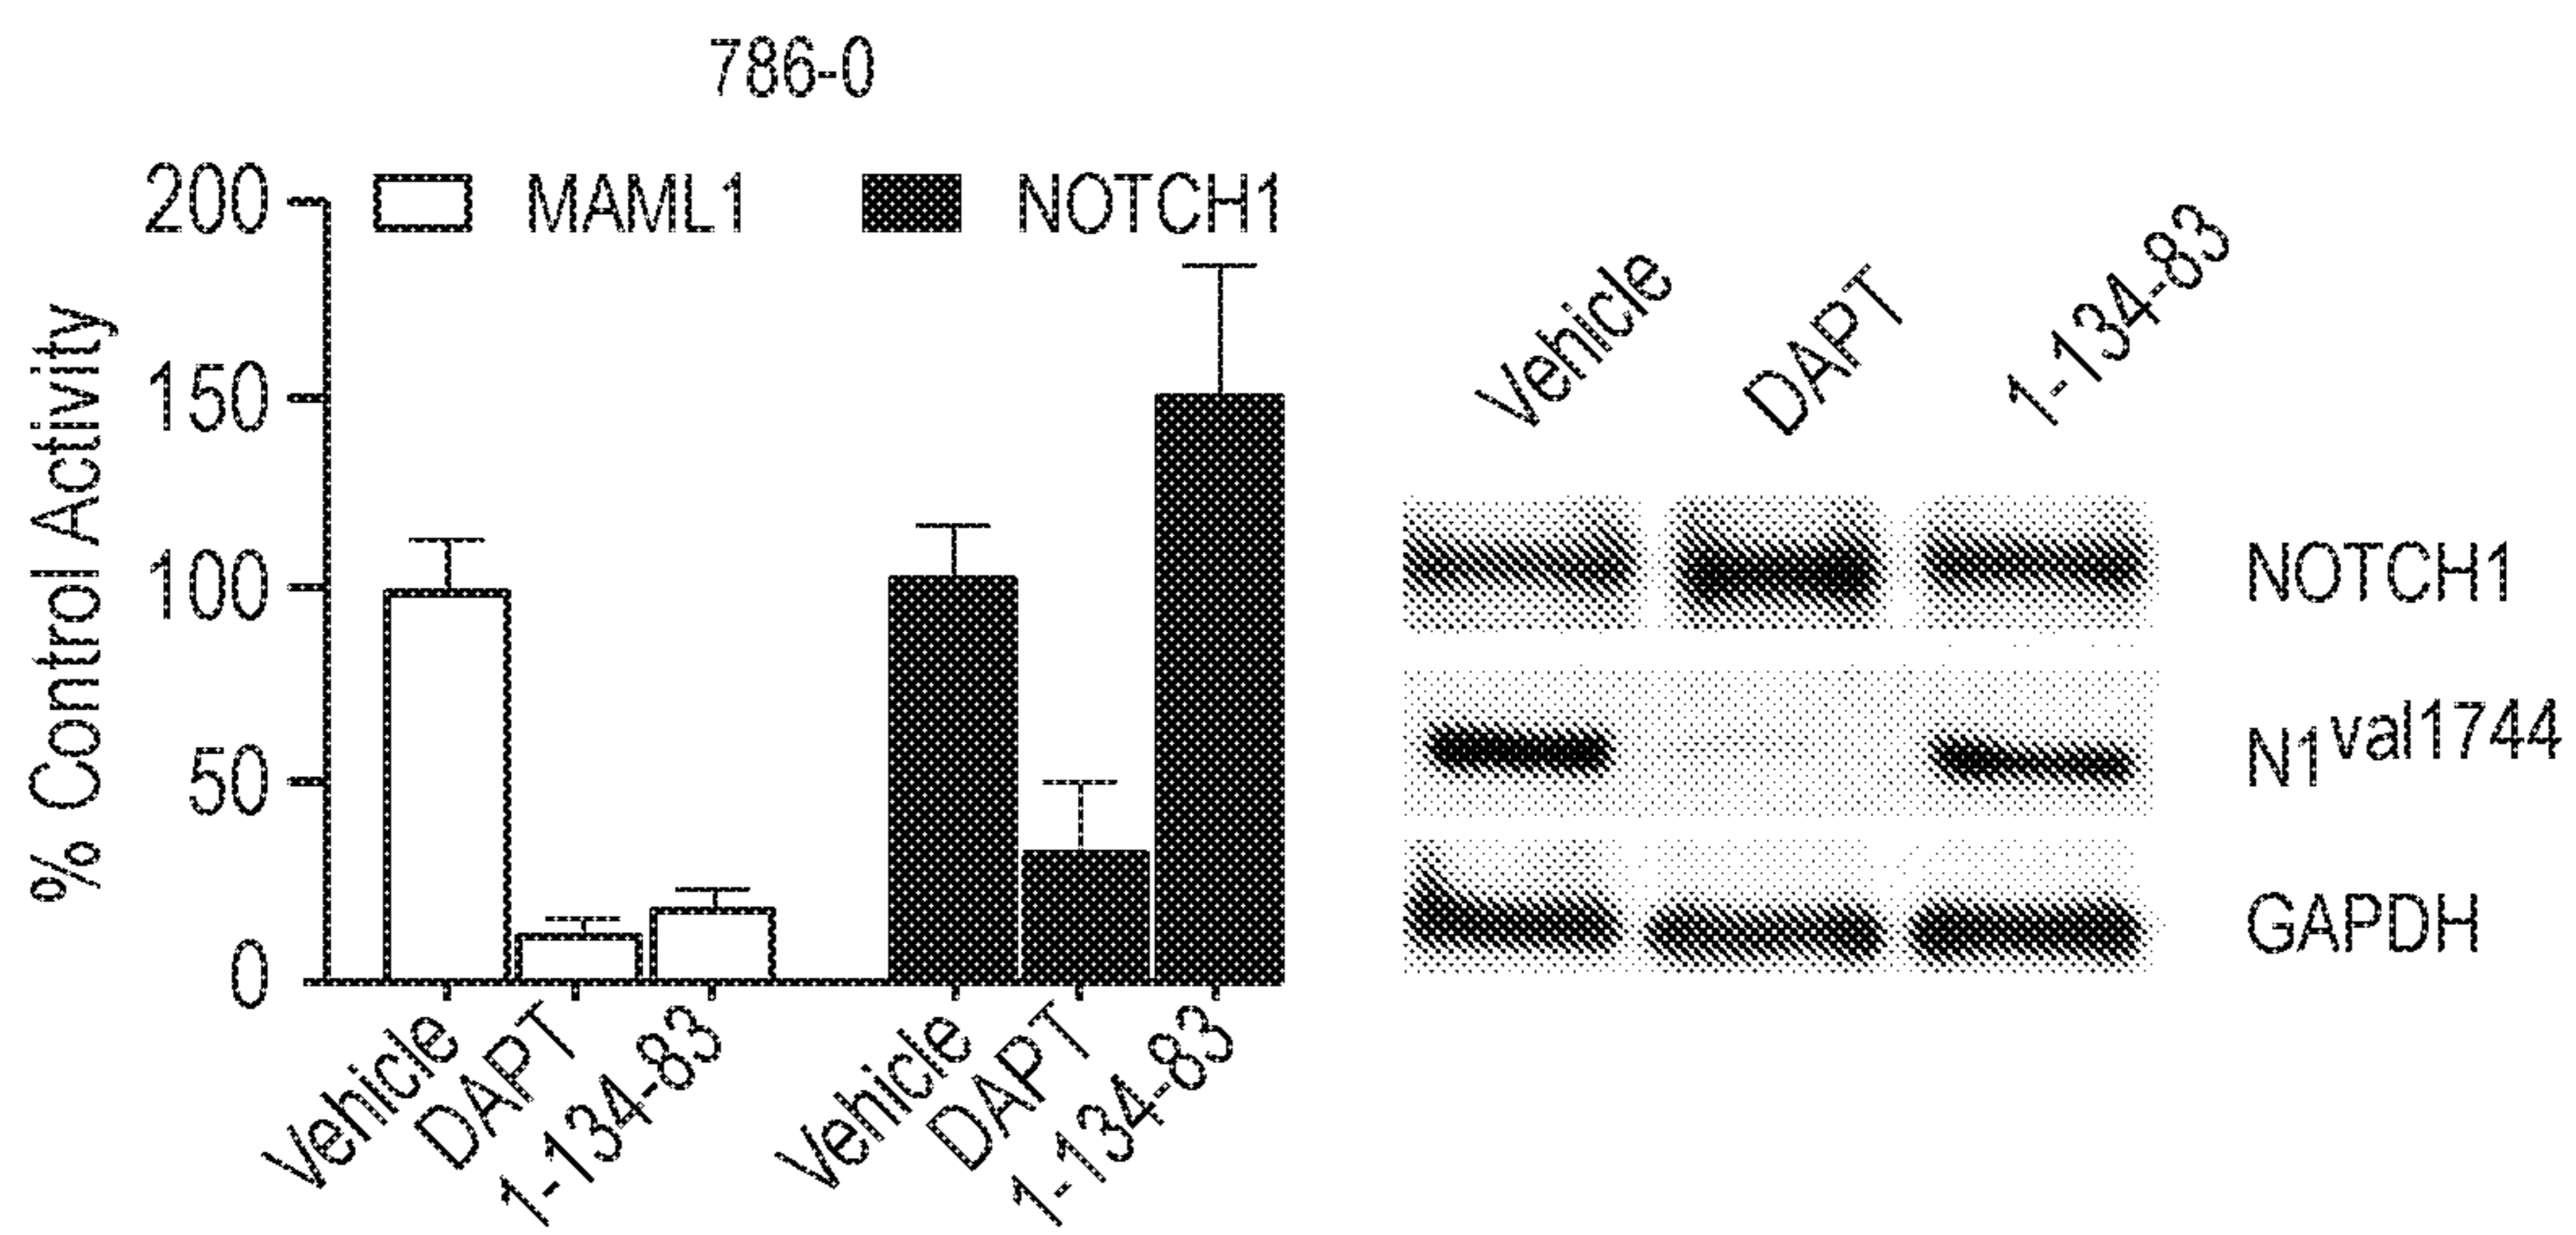 786-0
MAML1 NOTCH1
% Control Activity
200
150
100
50
0
Vehicle
DAPT
1-134-83
Vehicle
DAPT
1-134-83
Vehicle
DAPT
1-134-83
NOTCH1
N1val1744
GAPDH